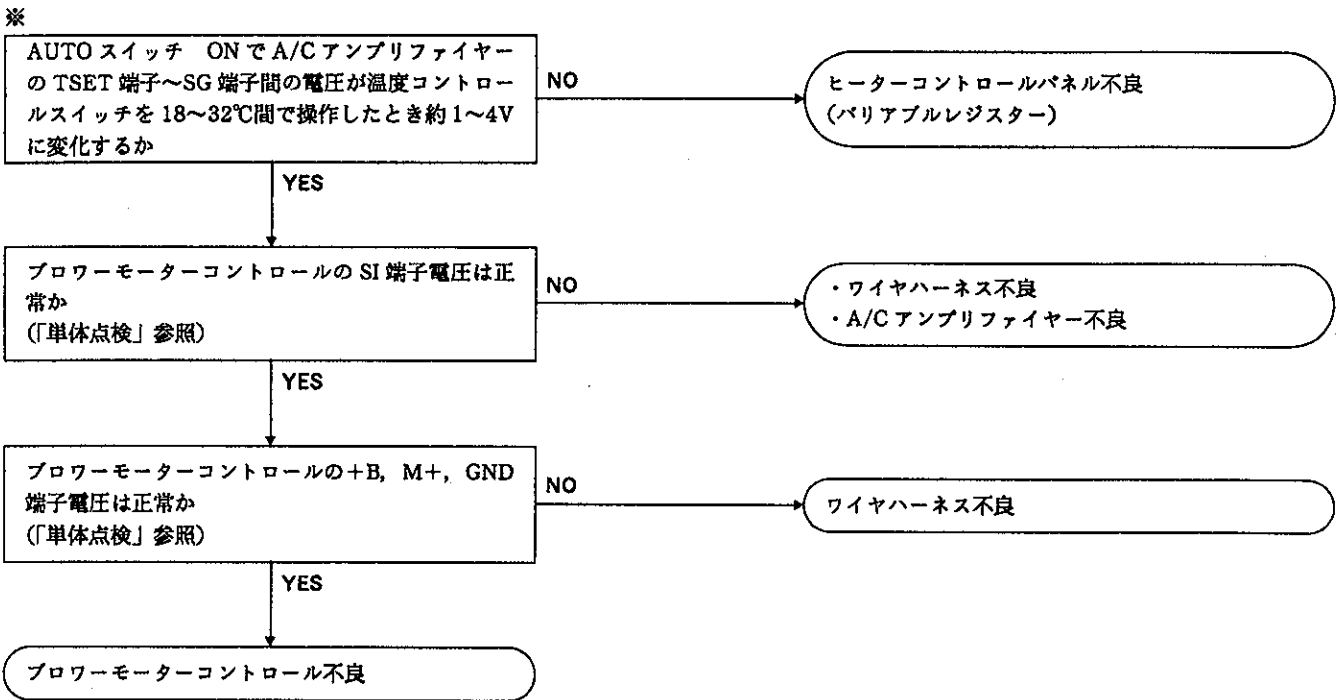 ※
AUTO スイッチ ON で A/C アンプリファイヤー
の TSET 端子〜SG 端子間の電圧が温度コントロー
ルスイッチを 18〜32℃間で操作したとき約 1〜4V
に変化するか
NO
ヒーターコントロールパネル不良
(バリアブルレジスター)
YES
ブロワーモーターコントロールの SI 端子電圧は正
常か
(「単体点検」参照)
NO
・ワイヤハーネス不良
・A/C アンプリファイヤー不良
YES
ブロワーモーターコントロールの+B, M+, GND
端子電圧は正常か
(「単体点検」参照)
NO
ワイヤハーネス不良
YES
ブロワーモーターコントロール不良